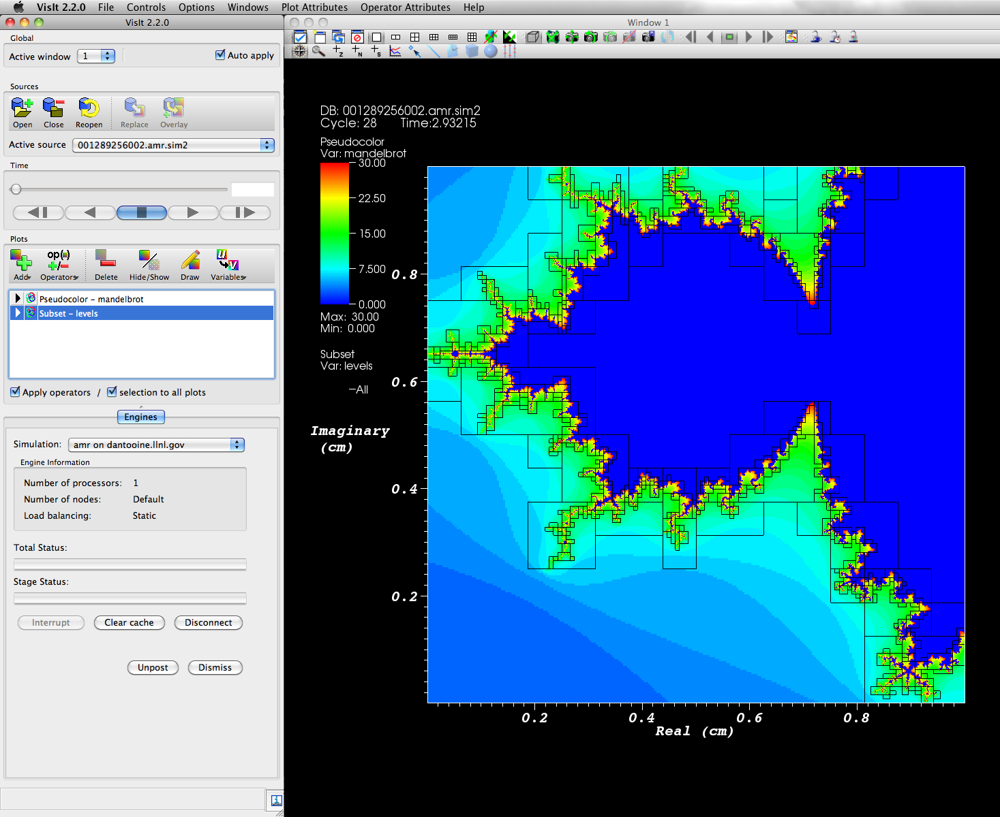 VisIt 2.2.0 File Controls Options Windows Plot Attributes Operator Attributes Help
VisIt 2.2.0
Global
Active window 1 Auto apply
Sources
Open Close Reopen Replace Overlay
Active source 001289256002.amr.sim2
Time
Plots
op(𝑖)
+/-=
U
V
Add Operators Delete Hide/Show Draw Variables
Pseudocolor - mandelbrot
Subset - levels
Apply operators / selection to all plots
Engines
Simulation: amr on dantooine.llnl.gov
Engine Information
Number of processors: 1
Number of nodes: Default
Load balancing: Static
Total Status:
Stage Status:
Interrupt Clear cache Disconnect
Unpost Dismiss
Window 1
Z N S
DB: 001289256002.amr.sim2
Cycle: 28 Time:2.93215
Pseudocolor
Var: mandelbrot
30.00
22.50
15.00
7.500
0.000
Max: 30.00
Min: 0.000
Subset
Var: levels
All
0.8
0.6
Imaginary
(cm)
0.4
0.2
0.2 0.4 0.6 0.8
Real (cm)